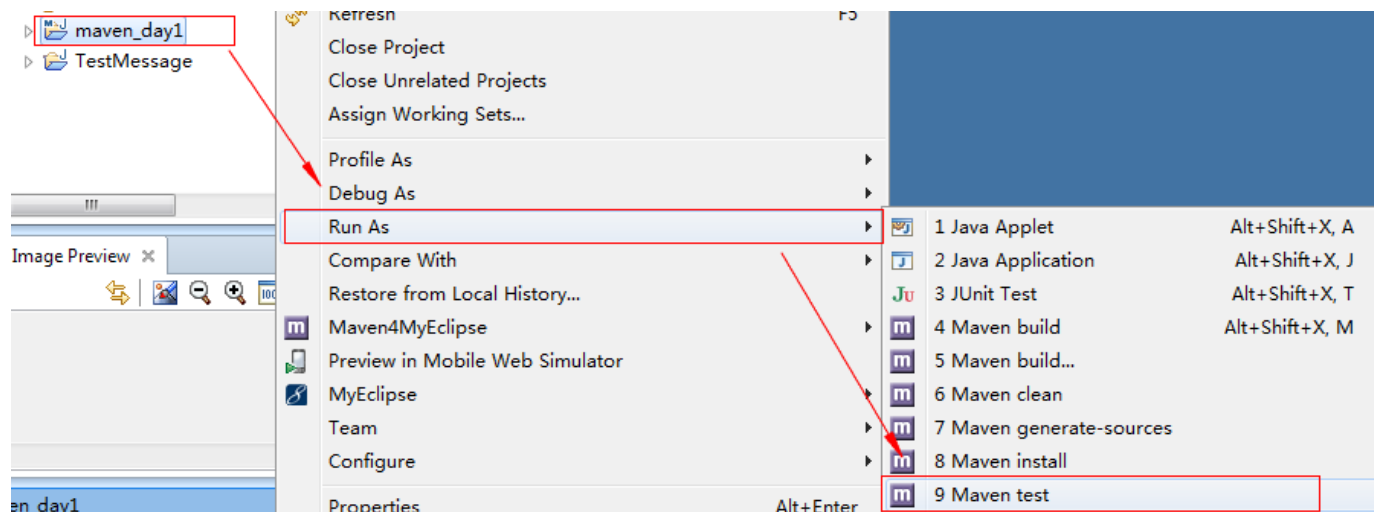 maven_day1
TestMessage
Image Preview
Refresh F5
Close Project
Close Unrelated Projects
Assign Working Sets...
Profile As
Debug As
Run As
Compare With
Restore from Local History...
Maven4MyEclipse
Preview in Mobile Web Simulator
MyEclipse
Team
Configure
Properties Alt+Enter
1 Java Applet Alt+Shift+X, A
2 Java Application Alt+Shift+X, J
Ju 3 JUnit Test Alt+Shift+X, T
m 4 Maven build Alt+Shift+X, M
m 5 Maven build...
m 6 Maven clean
m 7 Maven generate-sources
m 8 Maven install
m 9 Maven test
en_day1